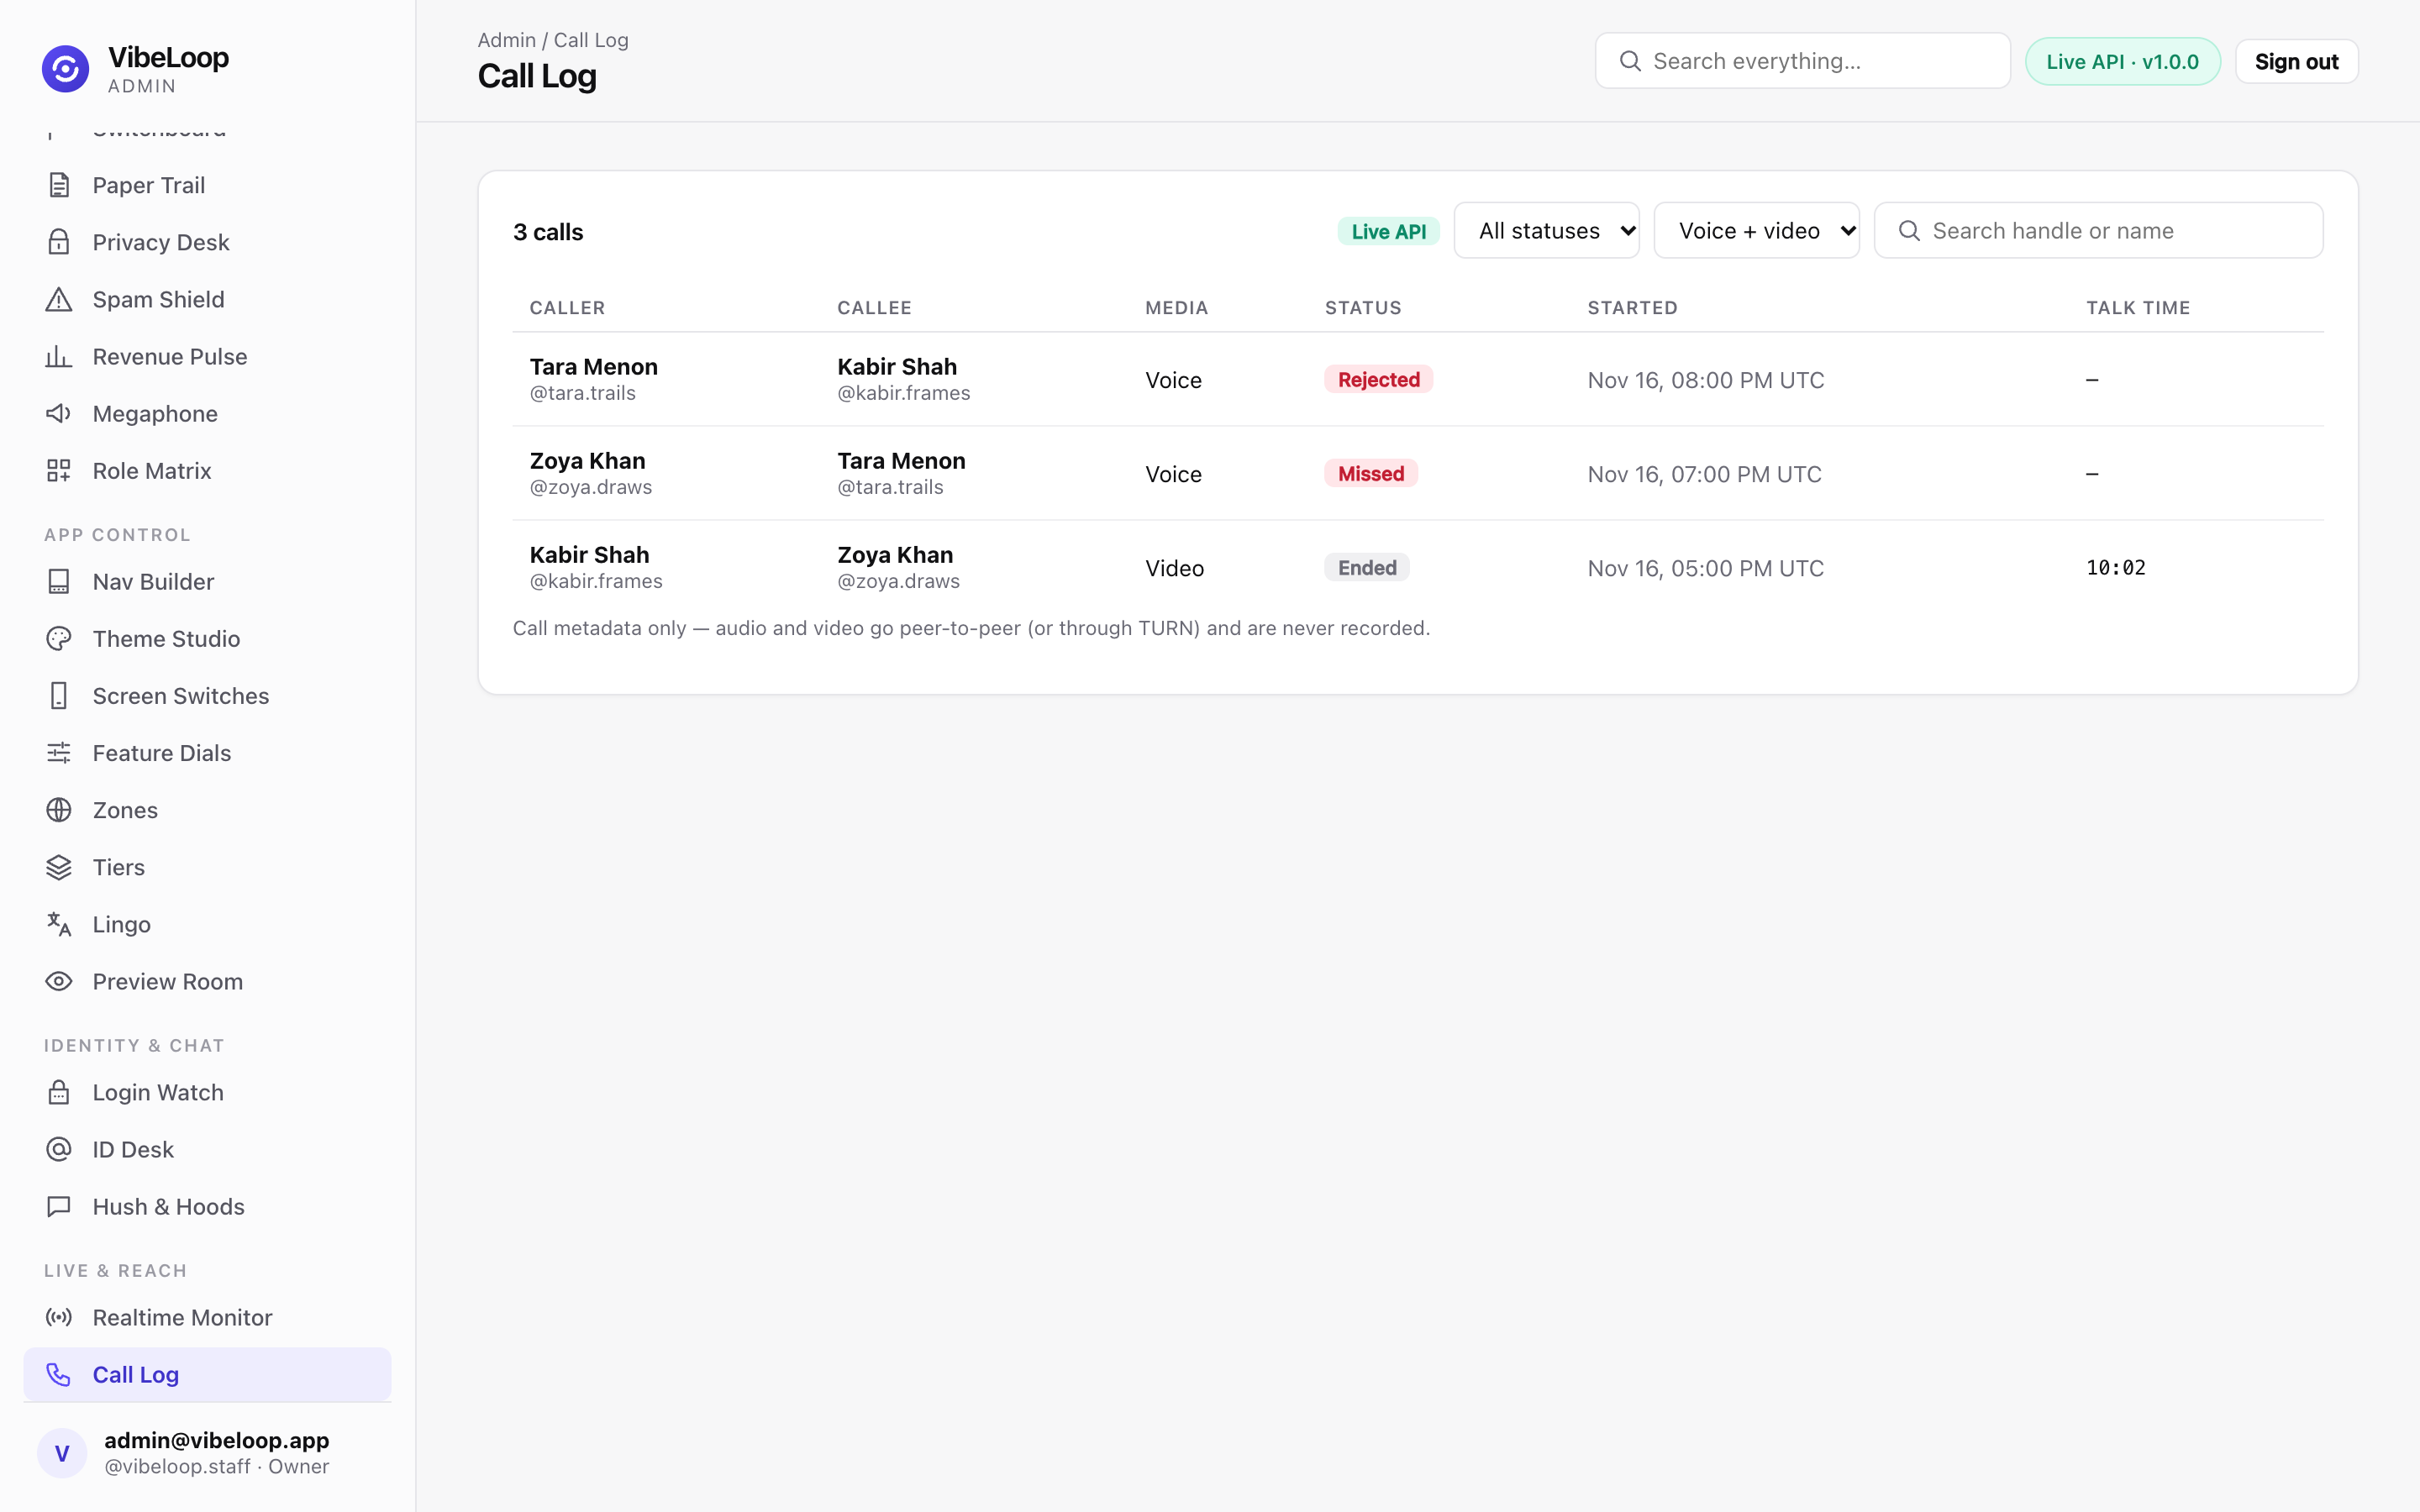 VibeLoop
ADMIN
Switchboard
Paper Trail
Privacy Desk
Spam Shield
Revenue Pulse
Megaphone
Role Matrix
APP CONTROL
Nav Builder
Theme Studio
Screen Switches
Feature Dials
Zones
Tiers
Lingo
Preview Room
IDENTITY & CHAT
Login Watch
ID Desk
Hush & Hoods
LIVE & REACH
Realtime Monitor
Call Log
V
admin@vibeloop.app
@vibeloop.staff · Owner
Admin / Call Log
Call Log
Search everything...
Live API · v1.0.0
Sign out
3 calls
Live API
All statuses
Voice + video
Search handle or name
CALLER CALLEE MEDIA STATUS STARTED TALK TIME
Tara Menon Kabir Shah
@tara.trails @kabir.frames
Voice Rejected Nov 16, 08:00 PM UTC –
Zoya Khan Tara Menon
@zoya.draws @tara.trails
Voice Missed Nov 16, 07:00 PM UTC –
Kabir Shah Zoya Khan
@kabir.frames @zoya.draws
Video Ended Nov 16, 05:00 PM UTC 10:02
Call metadata only — audio and video go peer-to-peer (or through TURN) and are never recorded.